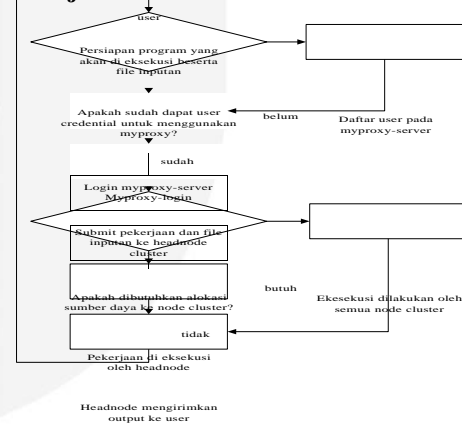 user
Persiapan program yang
akan di eksekusi beserta
file inputan
Apakah sudah dapat user
credential untuk menggunakan
myproxy?
belum
Daftar user pada
myproxy-server
sudah
Login myproxy-server
Myproxy-login
Submit pekerjaan dan file
inputan ke headnode
cluster
butuh
Apakah dibutuhkan alokasi
sumber daya ke node cluster?
Ekesekusi dilakukan oleh
semua node cluster
tidak
Pekerjaan di eksekusi
oleh headnode
Headnode mengirimkan
output ke user